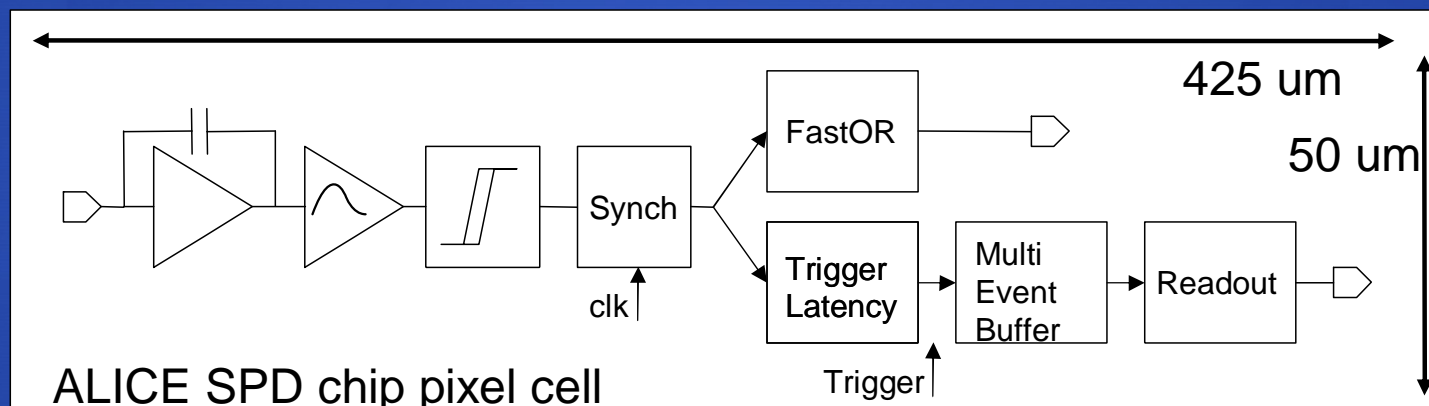 425 um
50 um
FastOR
Synch
clk
Trigger
Latency
Trigger
Multi
Event
Buffer
Readout
ALICE SPD chip pixel cell